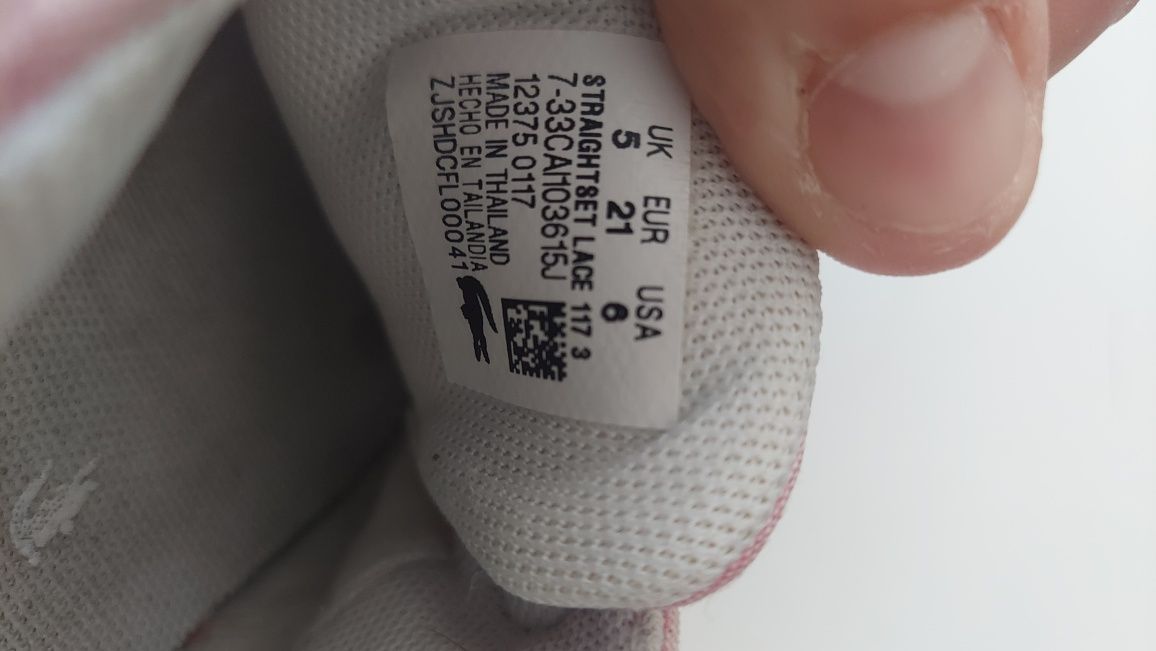 UK EUR USA
5 21 6
STRAIGHTSET LACE 117 3
7-33CAI103615J
12375 0117
MADE IN THAILAND
HECHO EN TAILANDIA
ZJSHDCFL00041